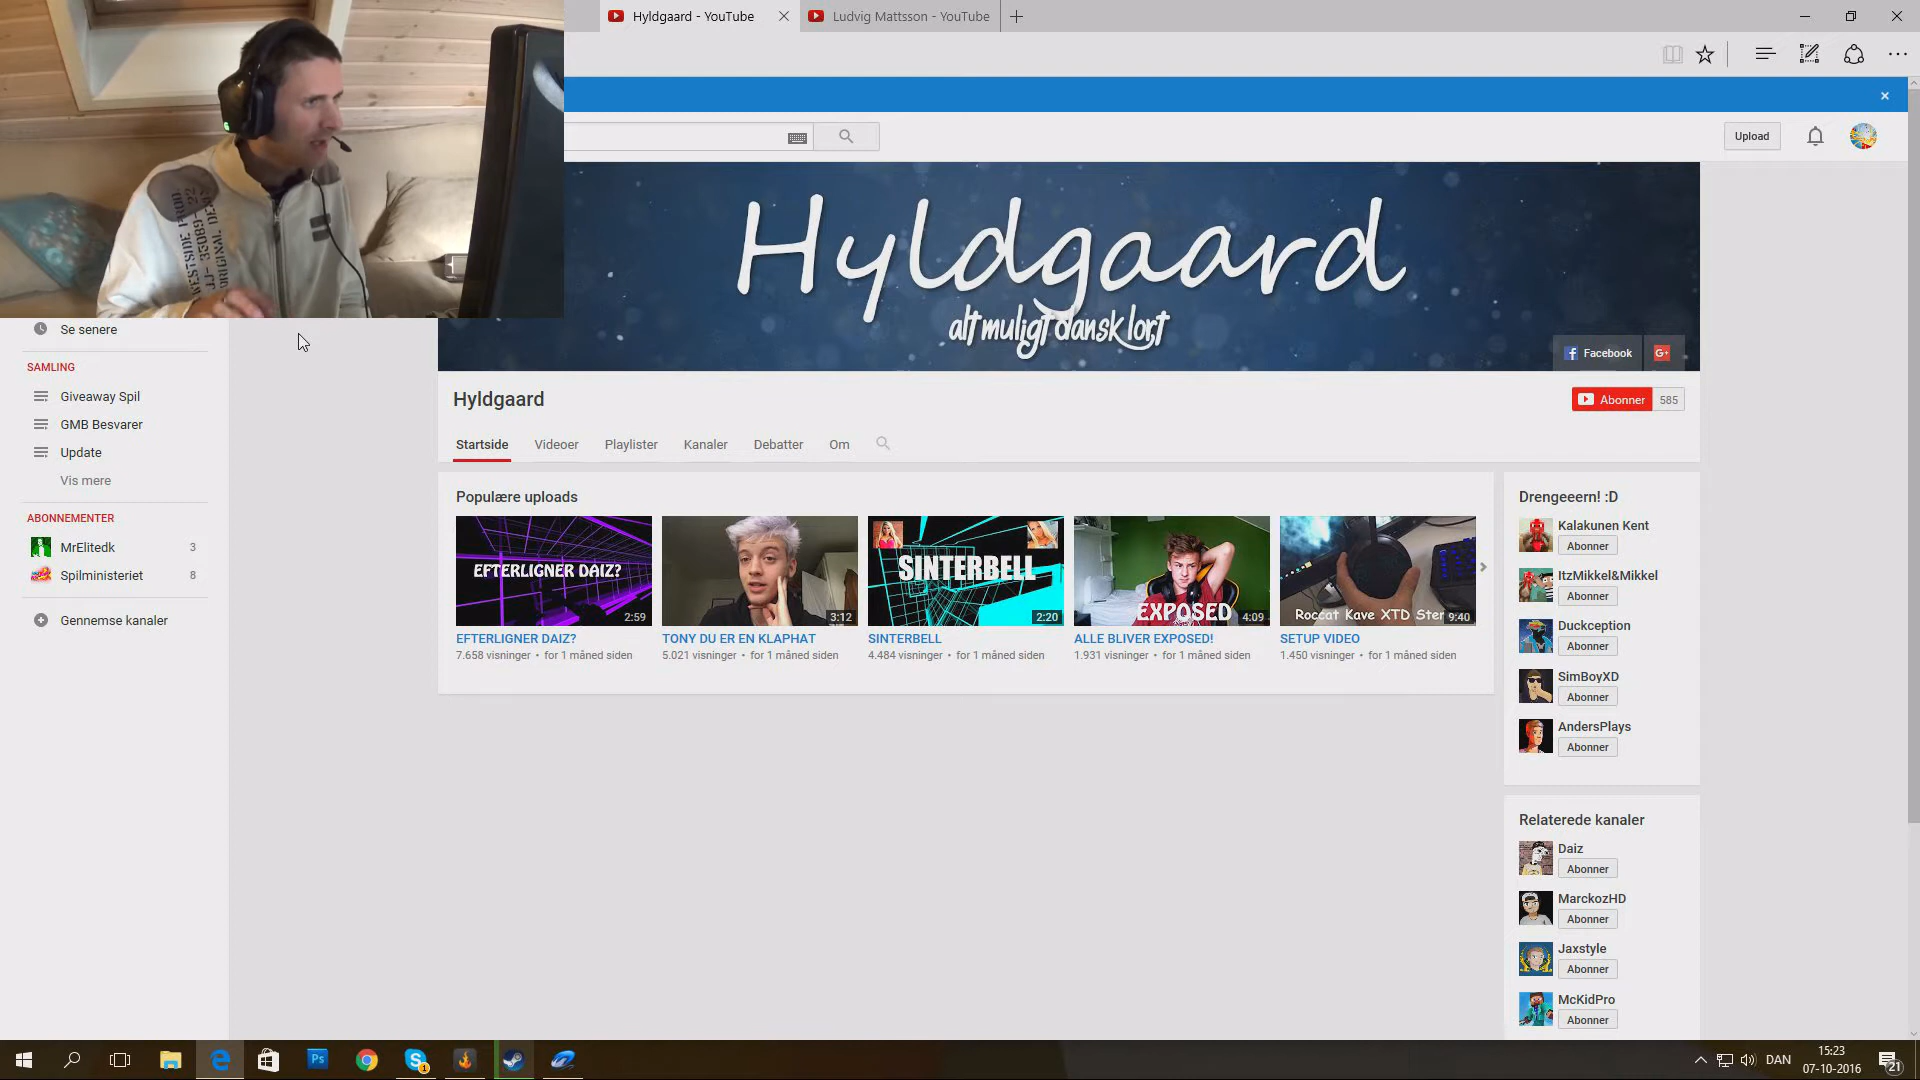 Hyldgaard - YouTube
Ludvig Mattsson - YouTube
Upload
Hyldgaard
alt muligt dansk lort
Facebook
G+
Se senere
SAMLING
Giveaway Spil
GMB Besvarer
Update
Vis mere
ABONNEMENTER
MrElitedk 3
Spilministeriet 8
Gennemse kanaler
Hyldgaard
Abonner 585
Startside Videoer Playlister Kanaler Debatter Om
Populære uploads
EFTERLIGNER DAIZ?
2:59
EFTERLIGNER DAIZ?
7.658 visninger • for 1 måned siden
3:12
TONY DU ER EN KLAPHAT
5.021 visninger • for 1 måned siden
SINTERBELL
2:20
SINTERBELL
4.484 visninger • for 1 måned siden
EXPOSED
4:09
ALLE BLIVER EXPOSED!
1.931 visninger • for 1 måned siden
Roccat Kave XTD Ster
9:40
SETUP VIDEO
1.450 visninger • for 1 måned siden
Drengeeern! :D
Kalakunen Kent
Abonner
ItzMikkel&Mikkel
Abonner
Duckception
Abonner
SimBoyXD
Abonner
AndersPlays
Abonner
Relaterede kanaler
Daiz
Abonner
MarckozHD
Abonner
Jaxstyle
Abonner
McKidPro
Abonner
Ps
DAN
15:23
07-10-2016
21